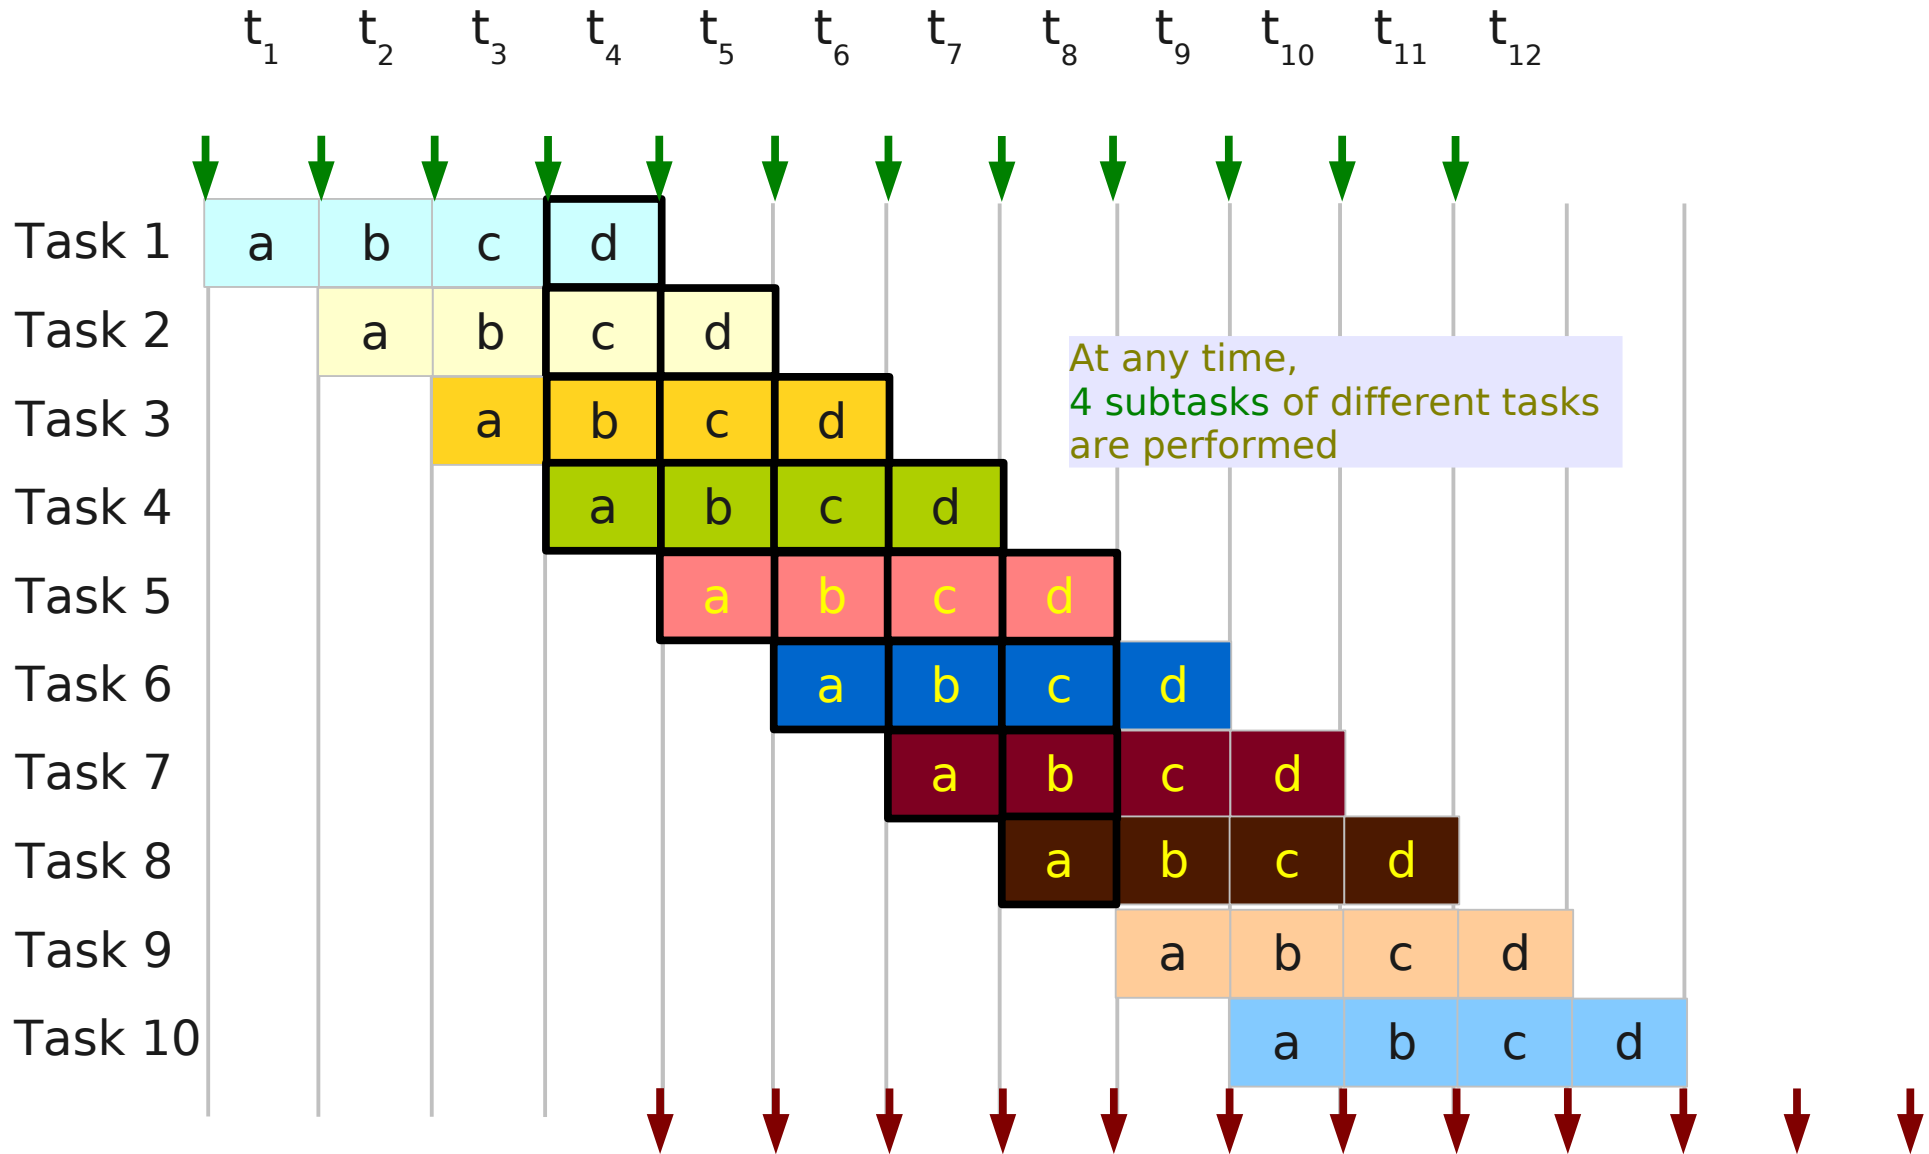 t1 t2 t3 t4 t5 t6 t7 t8 t9 t10 t11 t12
Task 1 a b c d
Task 2 a b c d
At any time,
4 subtasks of different tasks
are performed
Task 3 a b c d
Task 4 a b c d
Task 5 a b c d
Task 6 a b c d
Task 7 a b c d
Task 8 a b c d
Task 9 a b c d
Task 10 a b c d